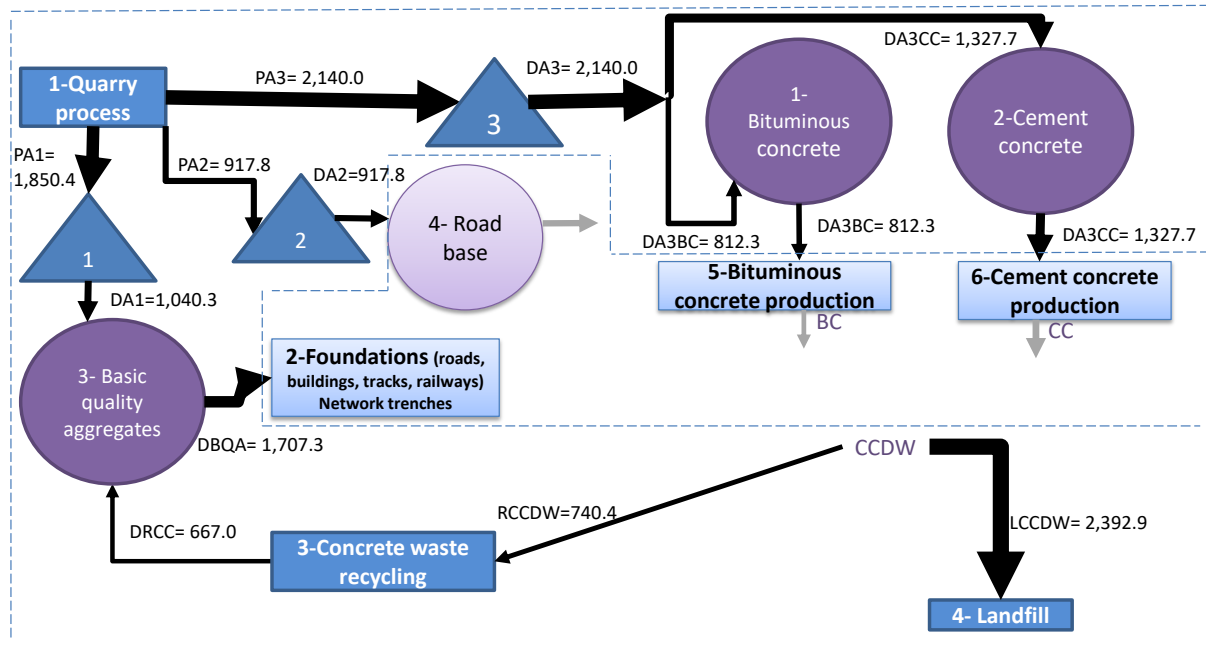 DA3CC= 1,327.7
PA3= 2,140.0
DA3= 2,140.0
1-Quarry
process
3
1-
Bituminous
concrete
2-Cement
concrete
PA1=
1,850.4
PA2= 917.8
DA2=917.8
1
2
4- Road
base
DA3BC= 812.3
DA3BC= 812.3
DA3CC= 1,327.7
5-Bituminous
concrete production
6-Cement concrete
production
BC
CC
DA1=1,040.3
3- Basic
quality
aggregates
2-Foundations (roads,
buildings, tracks, railways)
Network trenches
DBQA= 1,707.3
CCDW
RCCDW=740.4
LCCDW= 2,392.9
DRCC= 667.0
3-Concrete waste
recycling
4- Landfill